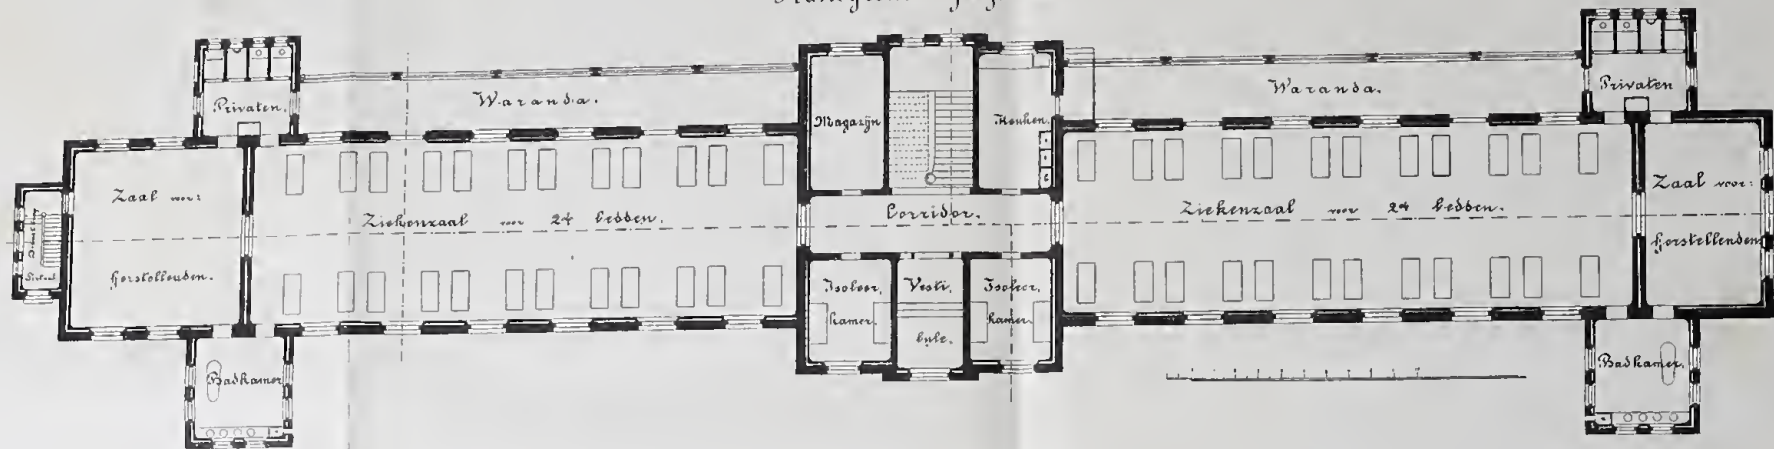 Privaten.
Waranda.
Magazijn
Keuken.
Waranda.
Privaten
Zaal voor:
herstellenden.
Ziekenzaal voor 24 bedden.
Corridor.
Ziekenzaal voor 24 bedden.
Zaal voor:
herstellenden
Isoleer,
kamer.
Vesti,
bule.
Isoleer,
kamer.
Badkamer
Badkamer.